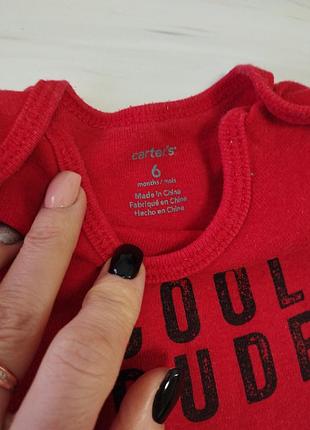 carter's
6
months / mois
Made in China
Fabriqué en Chine
Hecho en China
COOL
DUDE